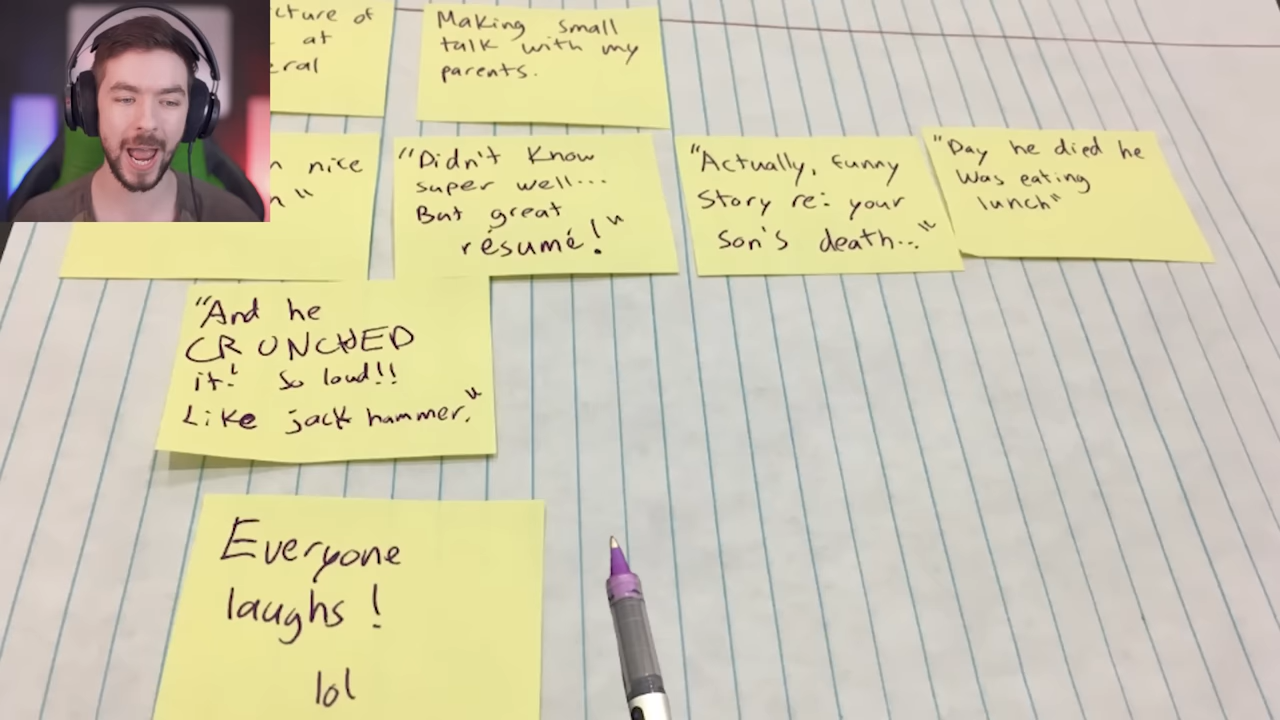 cture of
at
eral
Making small
talk with my
parents.
nice
"Didn't Know
super well...
But great
résumé!"
"Actually, funny
Story re: your
son's death..."
"Day he died he
was eating
lunch"
"And he
CRUNCHED
it! So loud!!
Like jack hammer."
Everyone
laughs!
lol